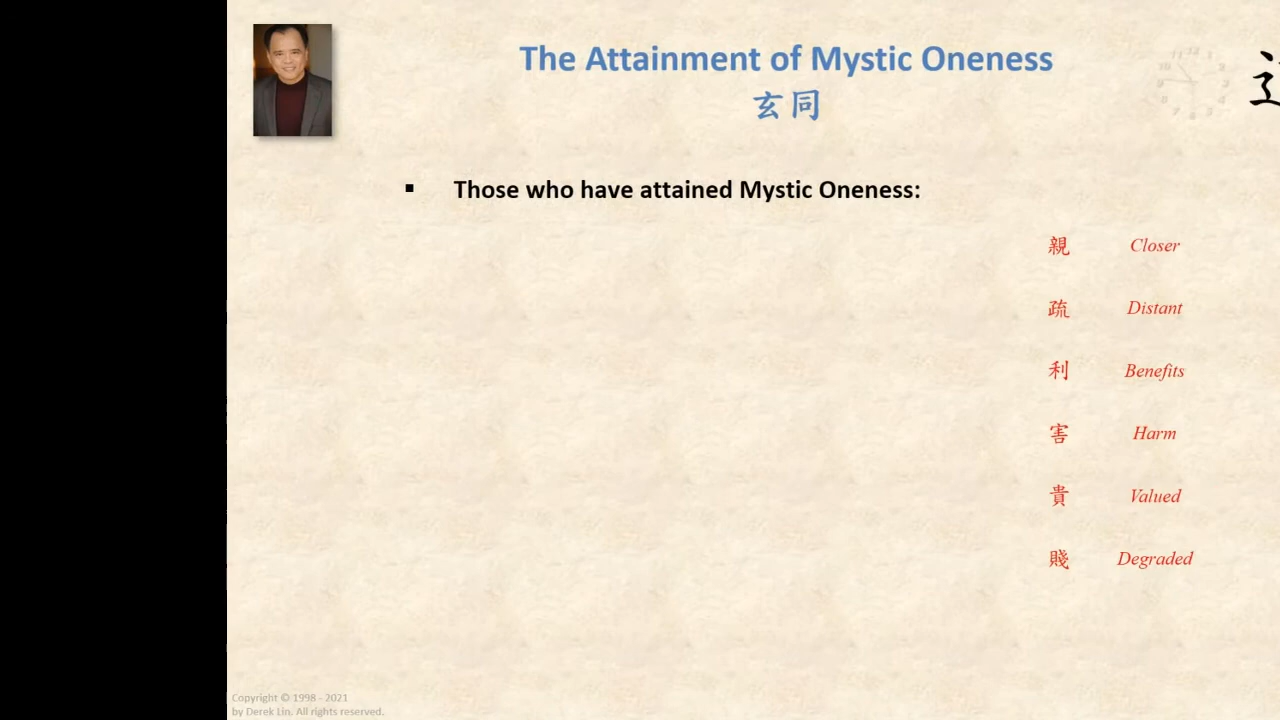 The Attainment of Mystic Oneness
玄同
▪ Those who have attained Mystic Oneness:
親 Closer
疏 Distant
利 Benefits
害 Harm
貴 Valued
賤 Degraded
Copyright © 1998 - 2021
by Derek Lin. All rights reserved.